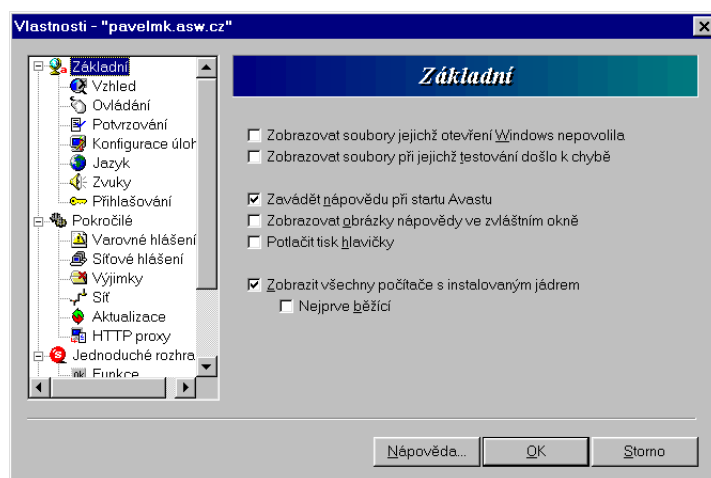 Vlastnosti - "pavelmk.asw.cz"
Základní
Vzhled
Ovládání
Potvrzování
Konfigurace úloh
Jazyk
Zvuky
Přihlašování
Pokročilé
Varovné hlášení
Síťové hlášení
Výjimky
Síť
Aktualizace
HTTP proxy
Jednoduché rozhra
Funkce
Základní
Zobrazovat soubory jejichž otevření Windows nepovolila
Zobrazovat soubory při jejichž testování došlo k chybě
Zavádět nápovědu při startu Avastu
Zobrazovat obrázky nápovědy ve zvláštním okně
Potlačit tisk hlavičky
Zobrazit všechny počítače s instalovaným jádrem
Nejprve běžící
Nápověda...
OK
Storno